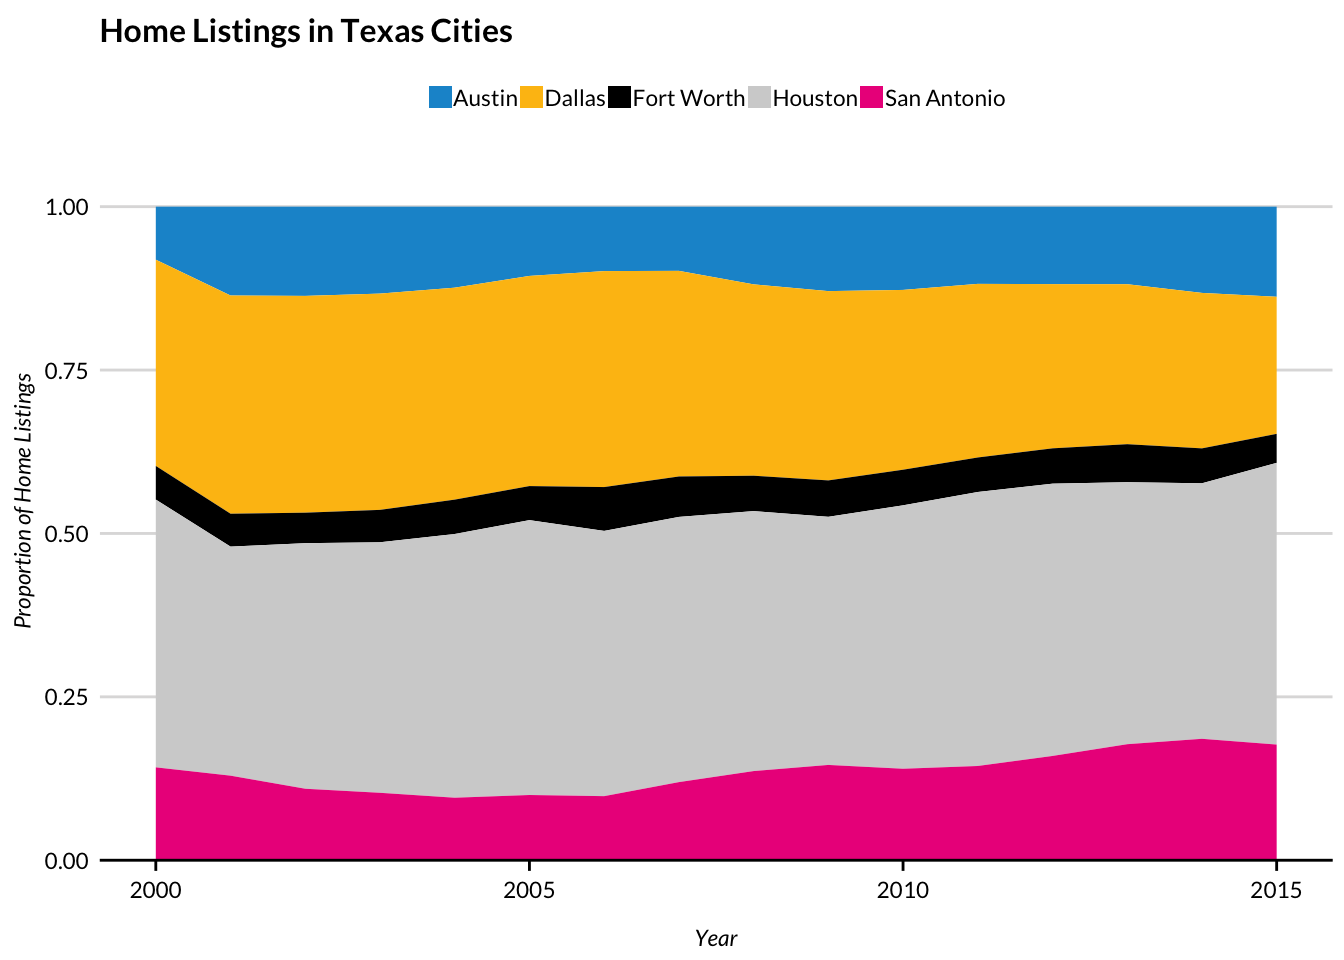 Home Listings in Texas Cities
Austin Dallas Fort Worth Houston San Antonio
1.00
0.75
0.50
0.25
0.00
Proportion of Home Listings
2000 2005 2010 2015
Year